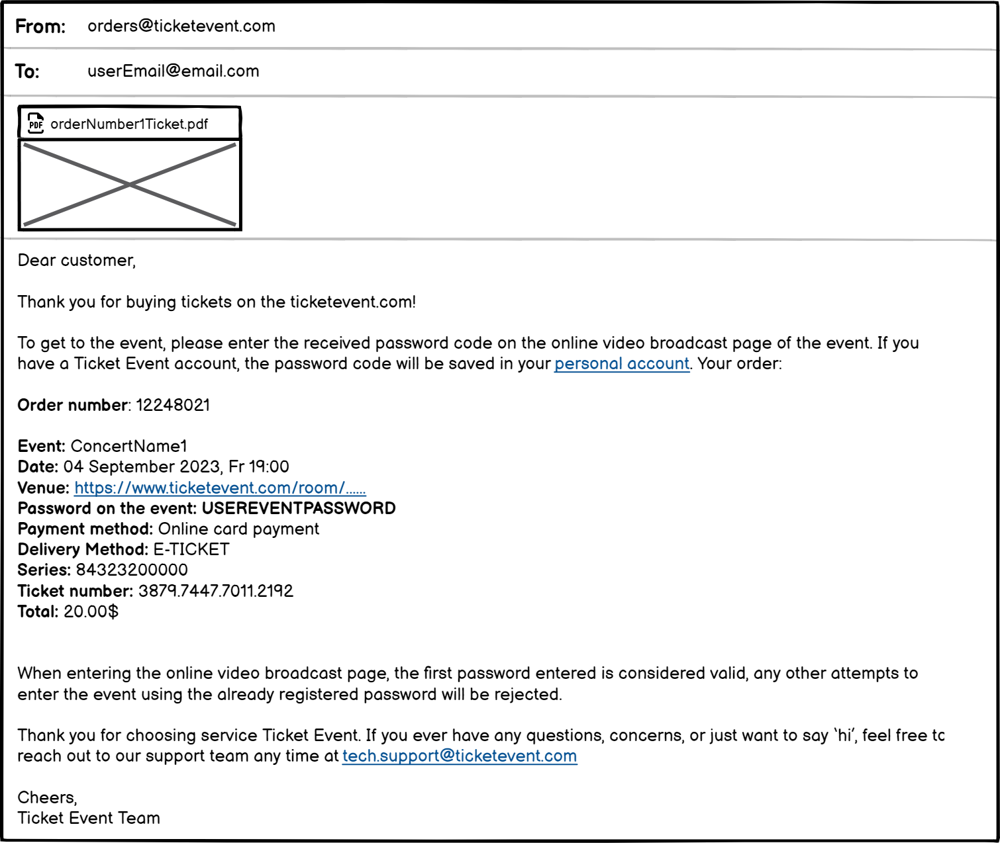 From: orders@ticketevent.com
To: userEmail@email.com
PDF orderNumber1Ticket.pdf
Dear customer,
Thank you for buying tickets on the ticketevent.com!
To get to the event, please enter the received password code on the online video broadcast page of the event. If you
have a Ticket Event account, the password code will be saved in your personal account. Your order:
Order number: 12248021
Event: ConcertName1
Date: 04 September 2023, Fr 19:00
Venue: https://www.ticketevent.com/room/......
Password on the event: USEREVENTPASSWORD
Payment method: Online card payment
Delivery Method: E-TICKET
Series: 84323200000
Ticket number: 3879.7447.7011.2192
Total: 20.00$
When entering the online video broadcast page, the first password entered is considered valid, any other attempts to
enter the event using the already registered password will be rejected.
Thank you for choosing service Ticket Event. If you ever have any questions, concerns, or just want to say ‘hi’, feel free to
reach out to our support team any time at tech.support@ticketevent.com
Cheers,
Ticket Event Team